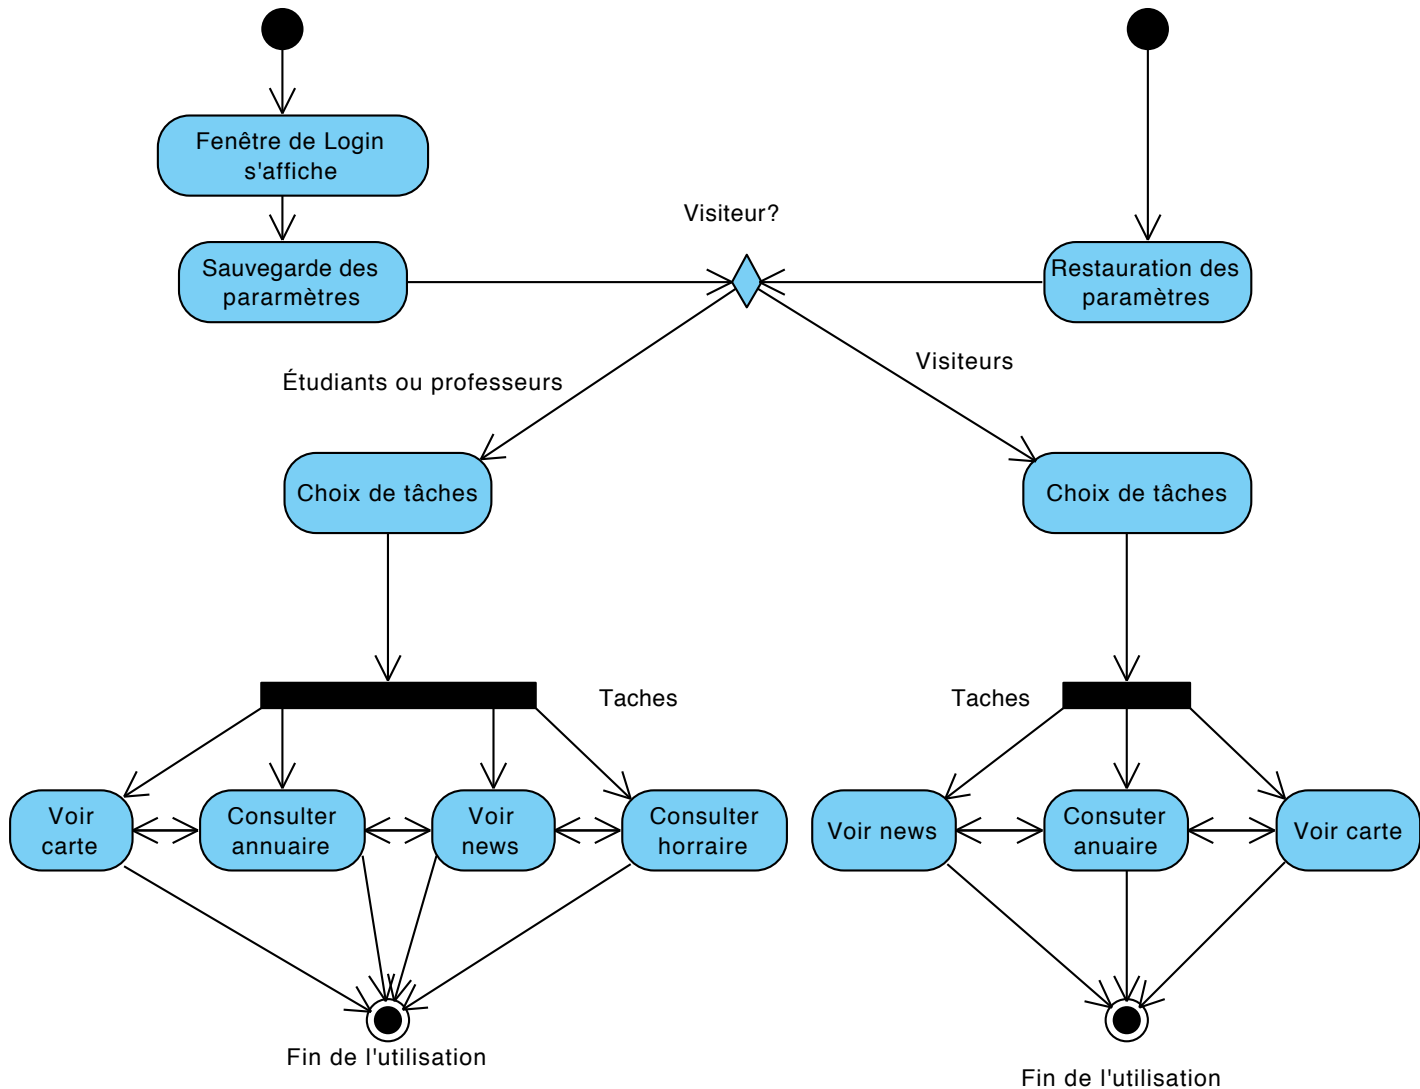 Fenêtre de Login
s'affiche
Visiteur?
Sauvegarde des
pararmètres
Restauration des
paramètres
Visiteurs
Étudiants ou professeurs
Choix de tâches
Choix de tâches
Taches
Taches
Voir
carte
Consulter
annuaire
Voir
news
Consulter
horraire
Voir news
Consuter
anuaire
Voir carte
Fin de l'utilisation
Fin de l'utilisation